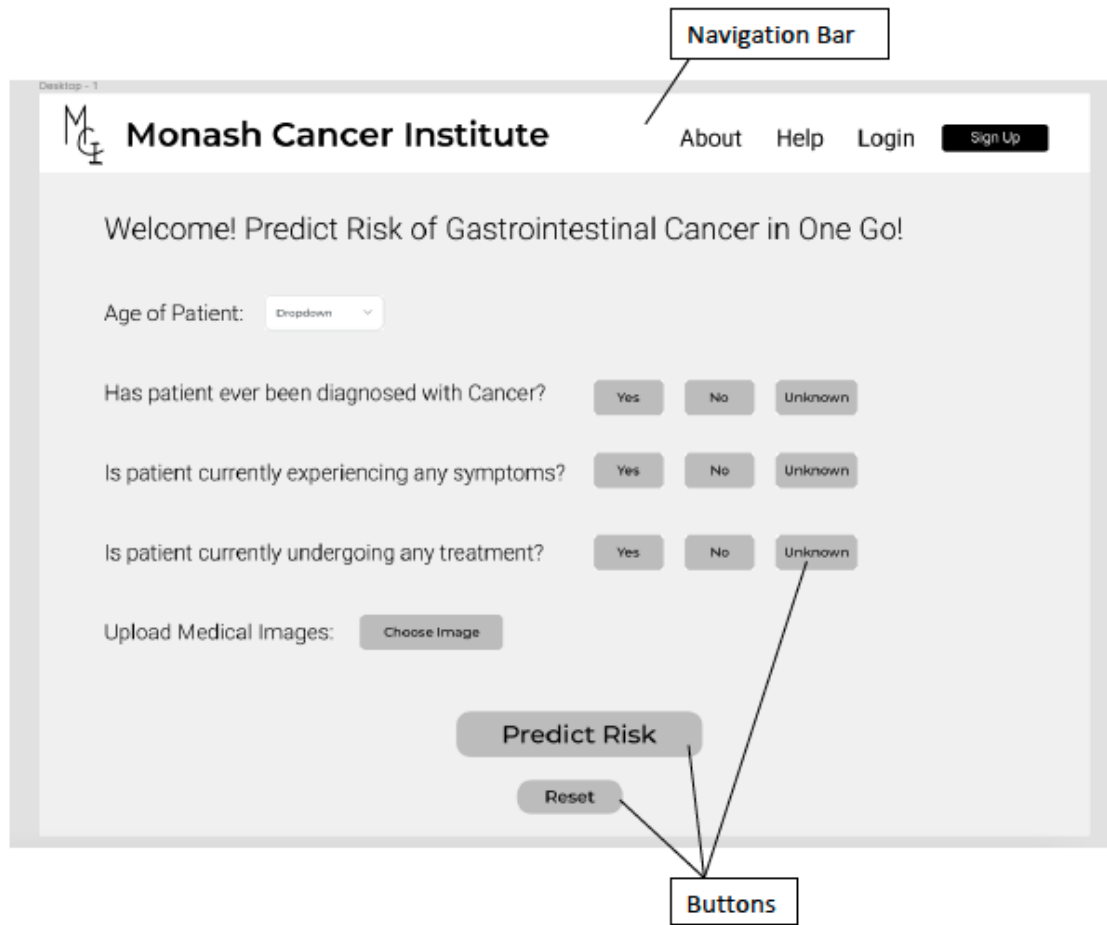 Navigation Bar
Desktop - 1
MCI Monash Cancer Institute About Help Login Sign Up
Welcome! Predict Risk of Gastrointestinal Cancer in One Go!
Age of Patient: Dropdown
Has patient ever been diagnosed with Cancer? Yes No Unknown
Is patient currently experiencing any symptoms? Yes No Unknown
Is patient currently undergoing any treatment? Yes No Unknown
Upload Medical Images: Choose Image
Predict Risk
Reset
Buttons